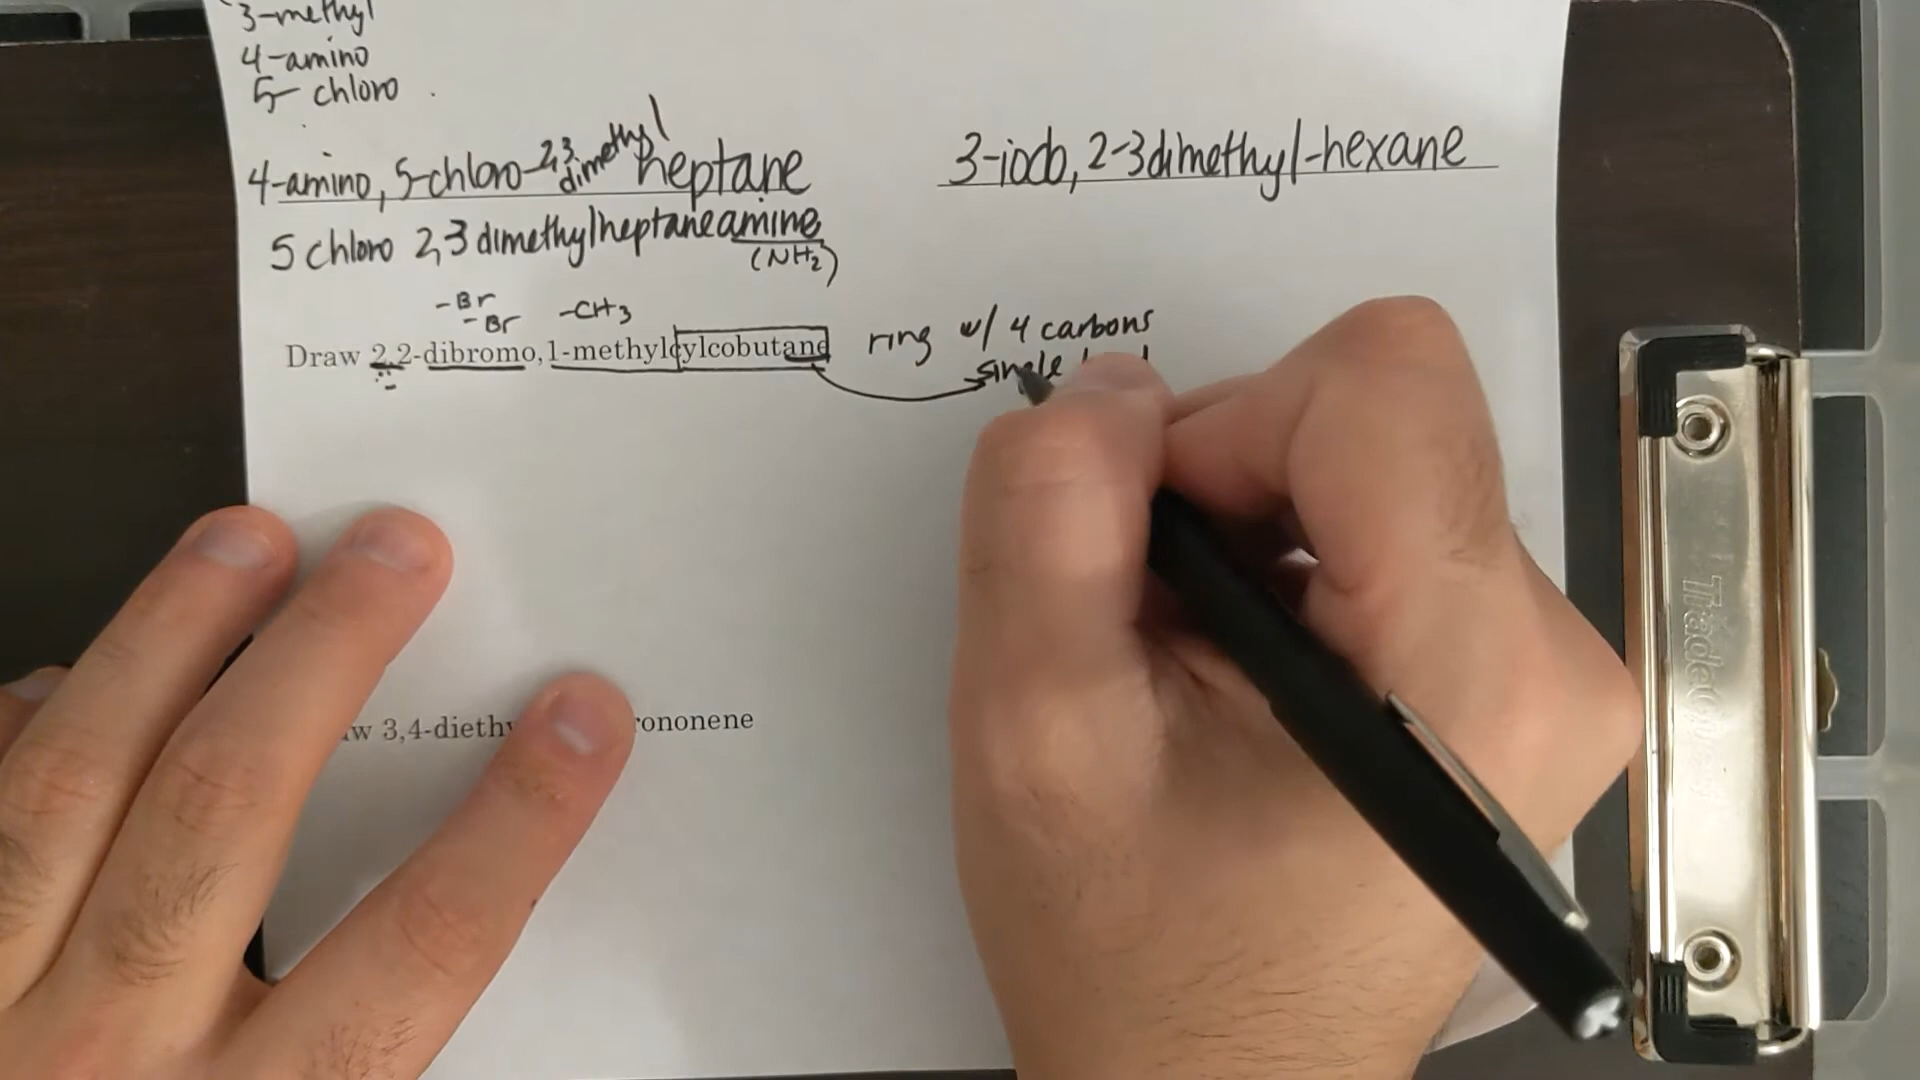 3-methyl
4-amino
5- chloro
4-amino, 5-chloro-2,3 dimethyl heptane
3-iodo, 2-3dimethyl-hexane
5 chloro 2,3 dimethylheptaneamine
(NH2)
-Br
-Br
-CH3
Draw 2,2-dibromo,1-methylcylcobutane
ring w/ 4 carbons
single
3,4-diethy rononene